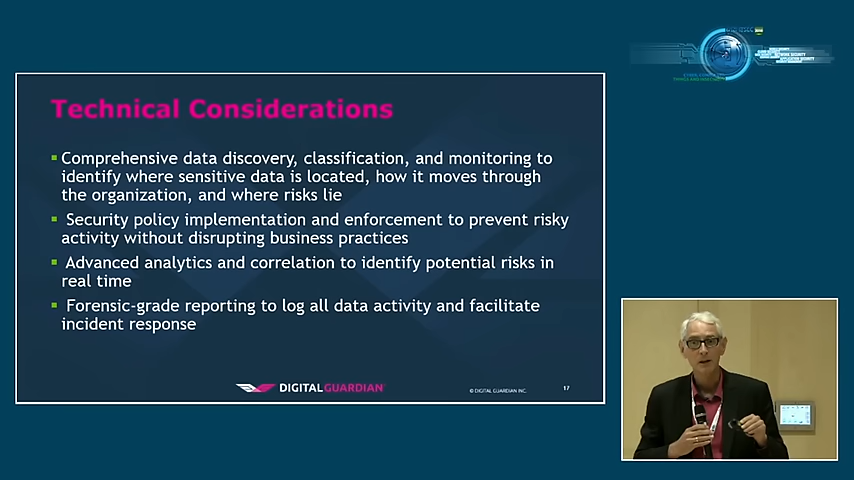 Technical Considerations
Comprehensive data discovery, classification, and monitoring to
identify where sensitive data is located, how it moves through
the organization, and where risks lie
Security policy implementation and enforcement to prevent risky
activity without disrupting business practices
Advanced analytics and correlation to identify potential risks in
real time
Forensic-grade reporting to log all data activity and facilitate
incident response
DIGITALGUARDIAN
© DIGITAL GUARDIAN INC.
17